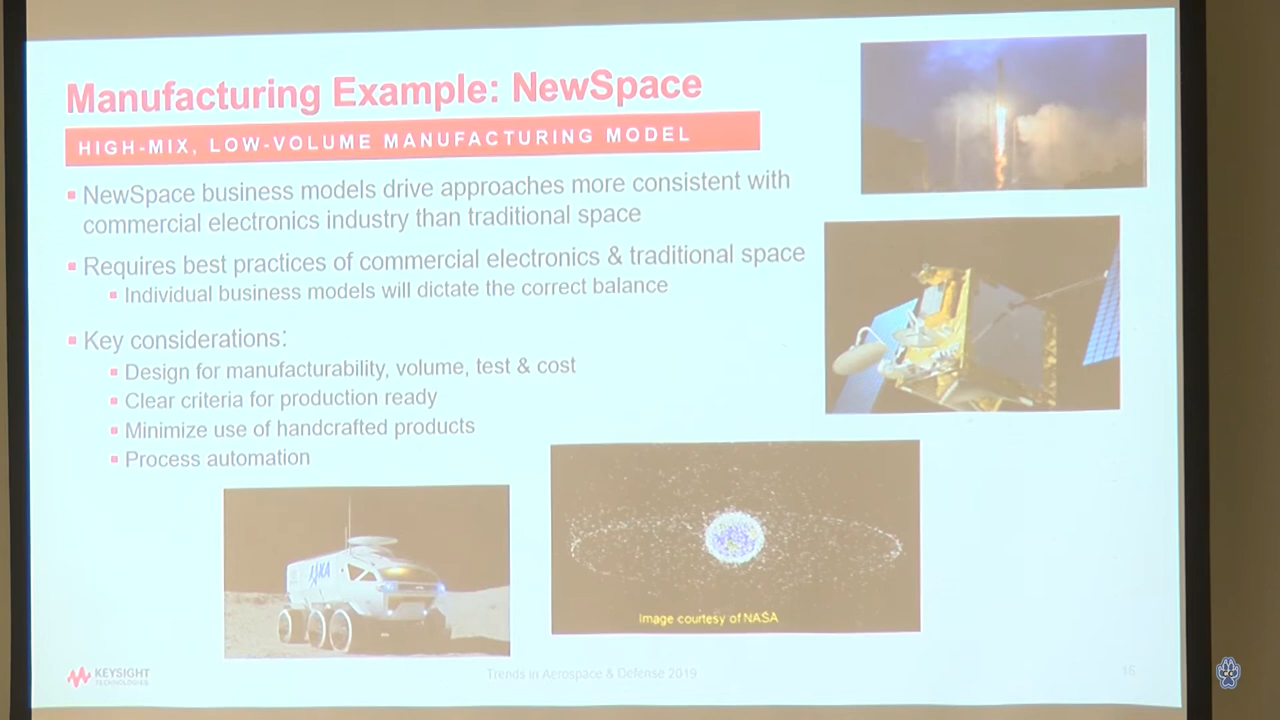 Manufacturing Example: NewSpace
HIGH-MIX, LOW-VOLUME MANUFACTURING MODEL
NewSpace business models drive approaches more consistent with
commercial electronics industry than traditional space
Requires best practices of commercial electronics & traditional space
Individual business models will dictate the correct balance
Key considerations:
Design for manufacturability, volume, test & cost
Clear criteria for production ready
Minimize use of handcrafted products
Process automation
JAXA
Image courtesy of NASA
KEYSIGHT
TECHNOLOGIES
Trends in Aerospace & Defense 2019
15